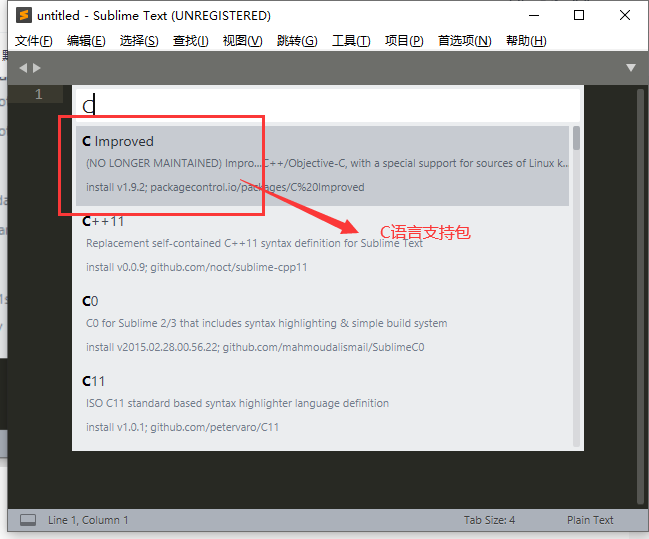 untitled - Sublime Text (UNREGISTERED)
文件(F) 编辑(E) 选择(S) 查找(I) 视图(V) 跳转(G) 工具(T) 项目(P) 首选项(N) 帮助(H)
1
C
C Improved
(NO LONGER MAINTAINED) Impro...C++/Objective-C, with a special support for sources of Linux k...
install v1.9.2; packagecontrol.io/packages/C%20Improved
C++11
C语言支持包
Replacement self-contained C++11 syntax definition for Sublime Text
install v0.0.9; github.com/noct/sublime-cpp11
C0
C0 for Sublime 2/3 that includes syntax highlighting & simple build system
install v2015.02.28.00.56.22; github.com/mahmoudalismail/SublimeC0
C11
ISO C11 standard based syntax highlighter language definition
install v1.0.1; github.com/petervaro/C11
Line 1, Column 1 Tab Size: 4 Plain Text